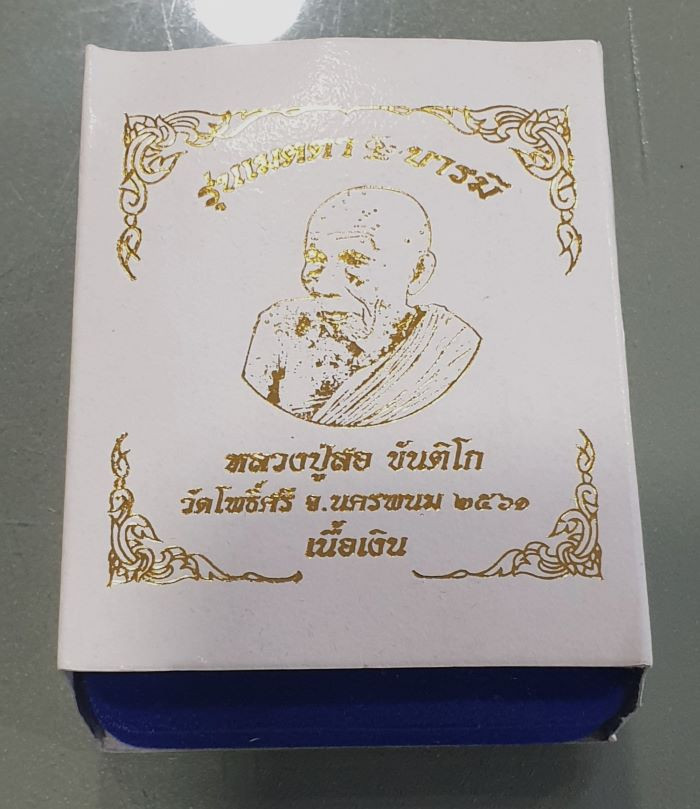 รุ่นเมตตา ๕ บารมี
หลวงปู่สอ ขันติโก
วัดโพธิ์ศรี จ.นครพนม ๒๕๖๑
เนื้อเงิน